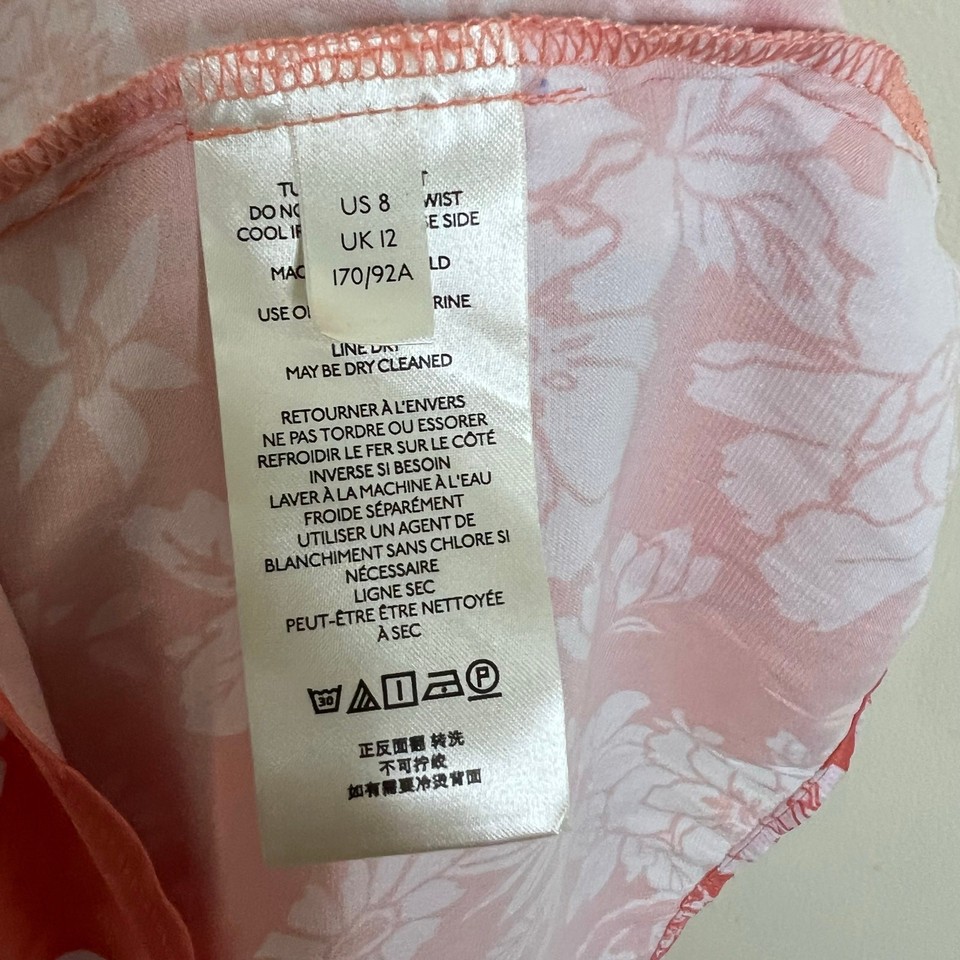 US 8
UK 12
170/92A
DO NO WIST
COOL IF SE SIDE
MAC LD
USE O RINE
LINE DRY
MAY BE DRY CLEANED
RETOURNER À L'ENVERS
NE PAS TORDRE OU ESSORER
REFROIDIR LE FER SUR LE CÔTÉ
INVERSE SI BESOIN
LAVER À LA MACHINE À L'EAU
FROIDE SÉPARÉMENT
UTILISER UN AGENT DE
BLANCHIMENT SANS CHLORE SI
NÉCESSAIRE
LIGNE SEC
PEUT-ÊTRE ÊTRE NETTOYÉE
À SEC
30
P
正反面翻 转洗
不可拧绞
如有需要冷烫背面